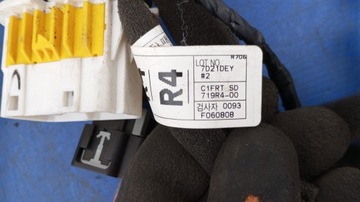 R4
LOT NO.
7D21DEY
#2
C1FRT SD
719R4-00
검사자 0093
F060808